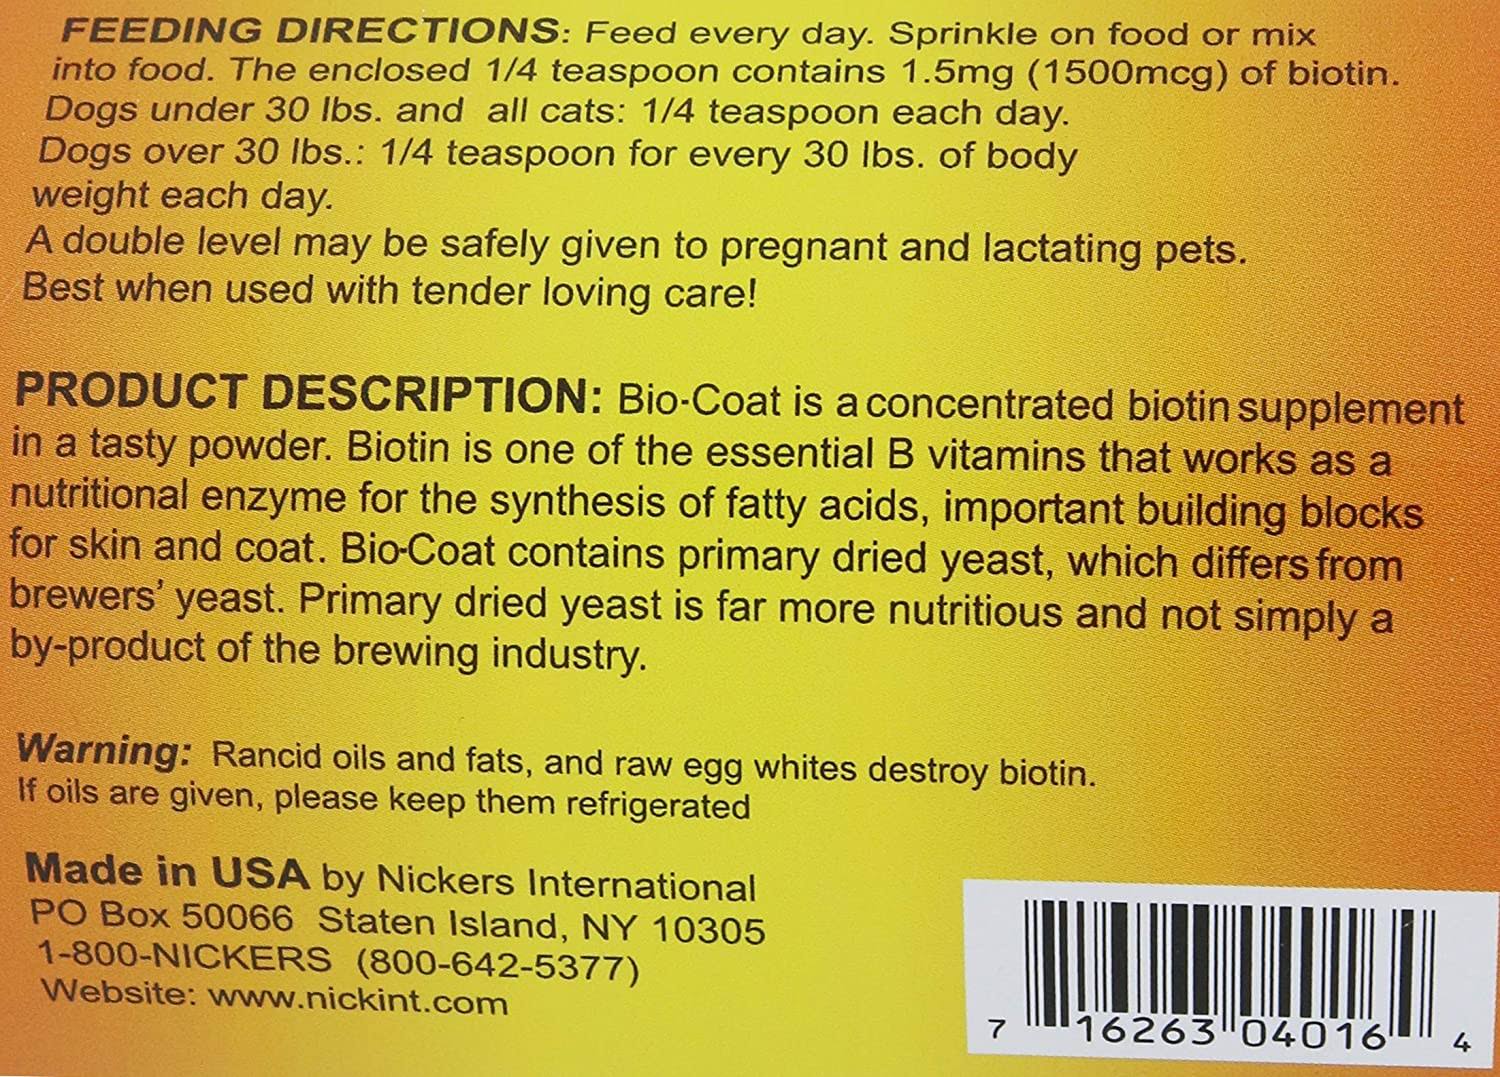 FEEDING DIRECTIONS: Feed every day. Sprinkle on food or mix
into food. The enclosed 1/4 teaspoon contains 1.5mg (1500mcg) of biotin.
Dogs under 30 lbs. and all cats: 1/4 teaspoon each day.
Dogs over 30 lbs.: 1/4 teaspoon for every 30 lbs. of body
weight each day.
A double level may be safely given to pregnant and lactating pets.
Best when used with tender loving care!
PRODUCT DESCRIPTION: Bio-Coat is a concentrated biotin supplement
in a tasty powder. Biotin is one of the essential B vitamins that works as a
nutritional enzyme for the synthesis of fatty acids, important building blocks
for skin and coat. Bio-Coat contains primary dried yeast, which differs from
brewers' yeast. Primary dried yeast is far more nutritious and not simply a
by-product of the brewing industry.
Warning: Rancid oils and fats, and raw egg whites destroy biotin.
If oils are given, please keep them refrigerated
Made in USA by Nickers International
PO Box 50066 Staten Island, NY 10305
1-800-NICKERS (800-642-5377)
Website: www.nickint.com
7 16263 04016 4